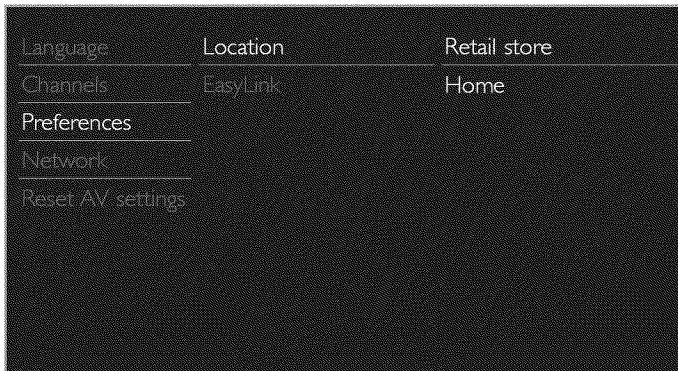 Language
Channels
Preferences
Network
Reset AV settings
Location
EasyLink
Retail store
Home